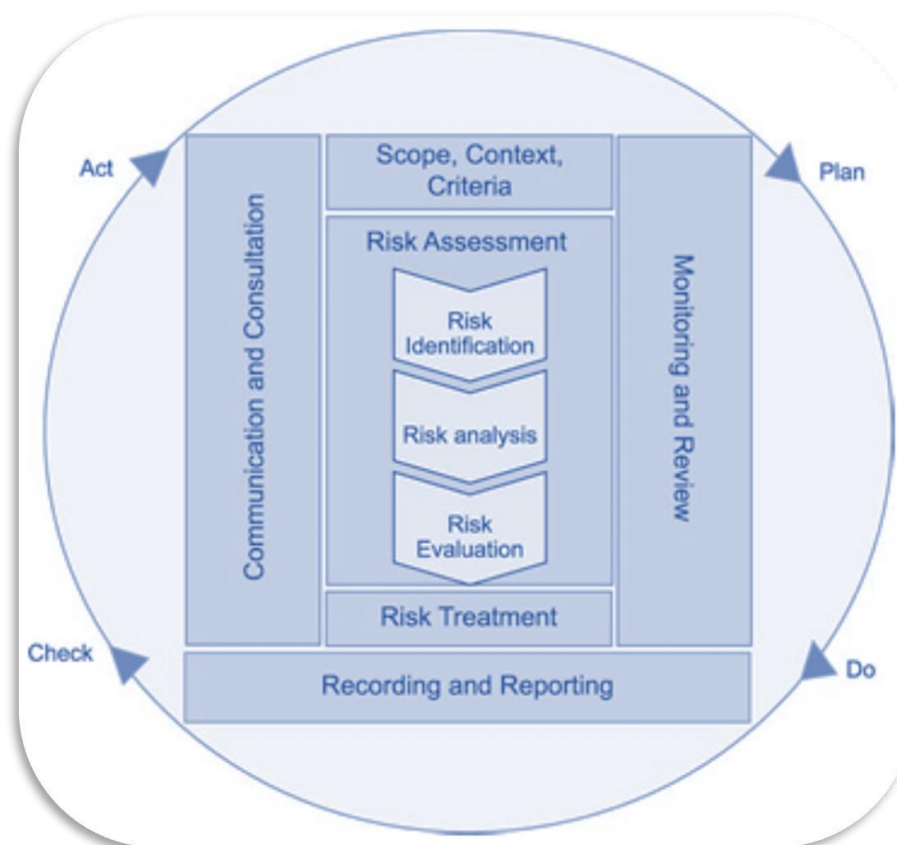 Act
Plan
Scope, Context,
Criteria
Communication and Consultation
Risk Assessment
Monitoring and Review
Risk
Identification
Risk analysis
Risk
Evaluation
Risk Treatment
Check
Do
Recording and Reporting